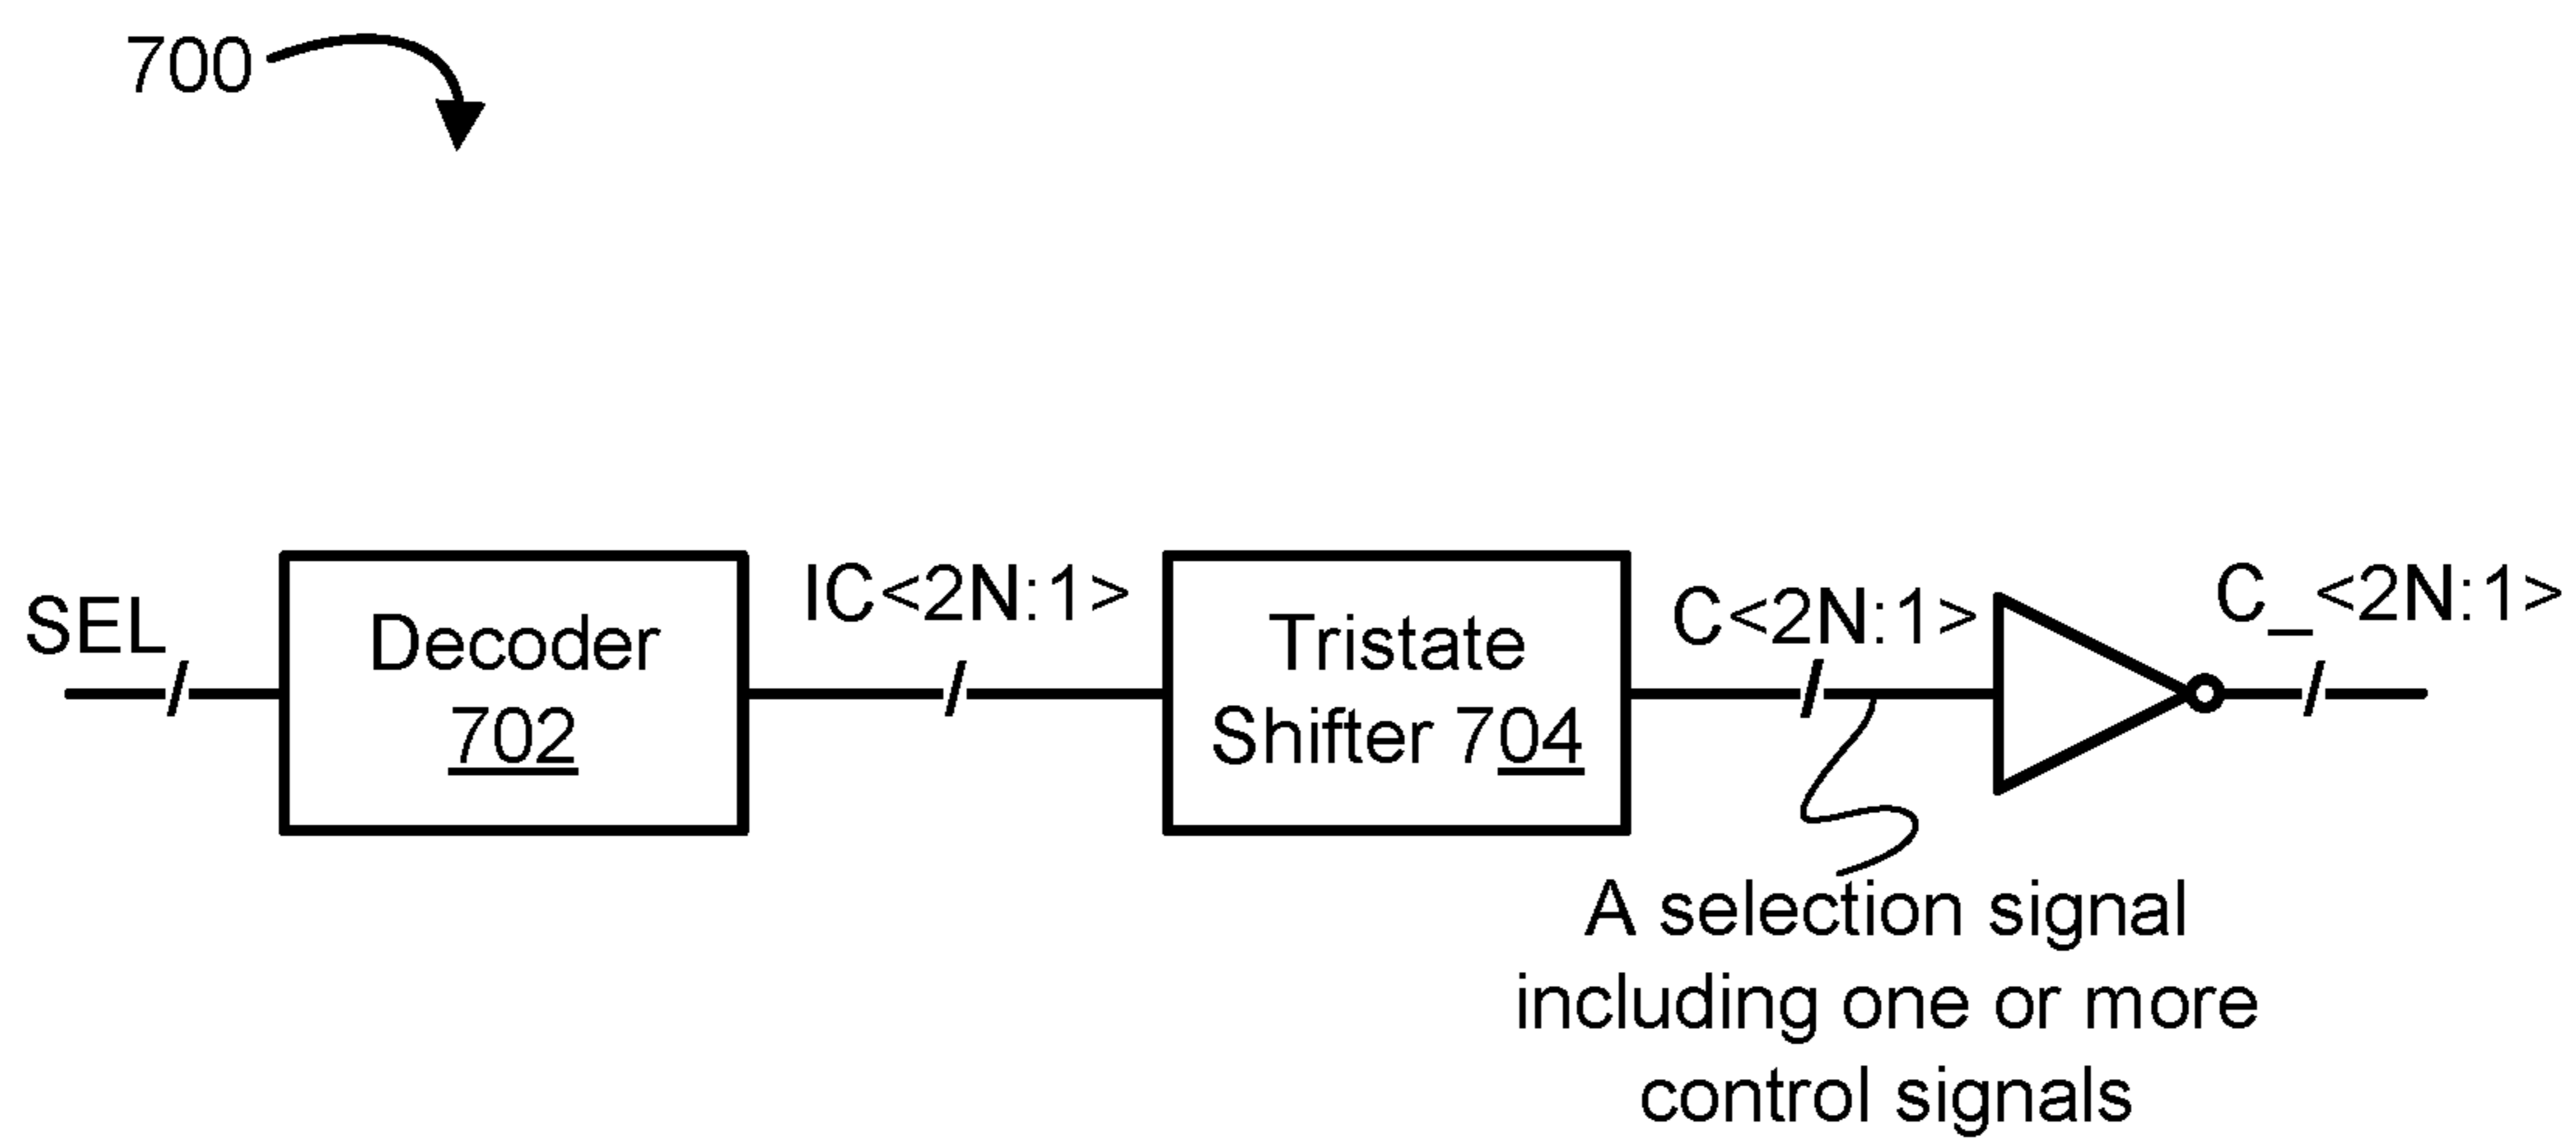 700
SEL
Decoder
702
IC<2N:1>
Tristate
Shifter 704
C<2N:1>
C_<2N:1>
A selection signal
including one or more
control signals